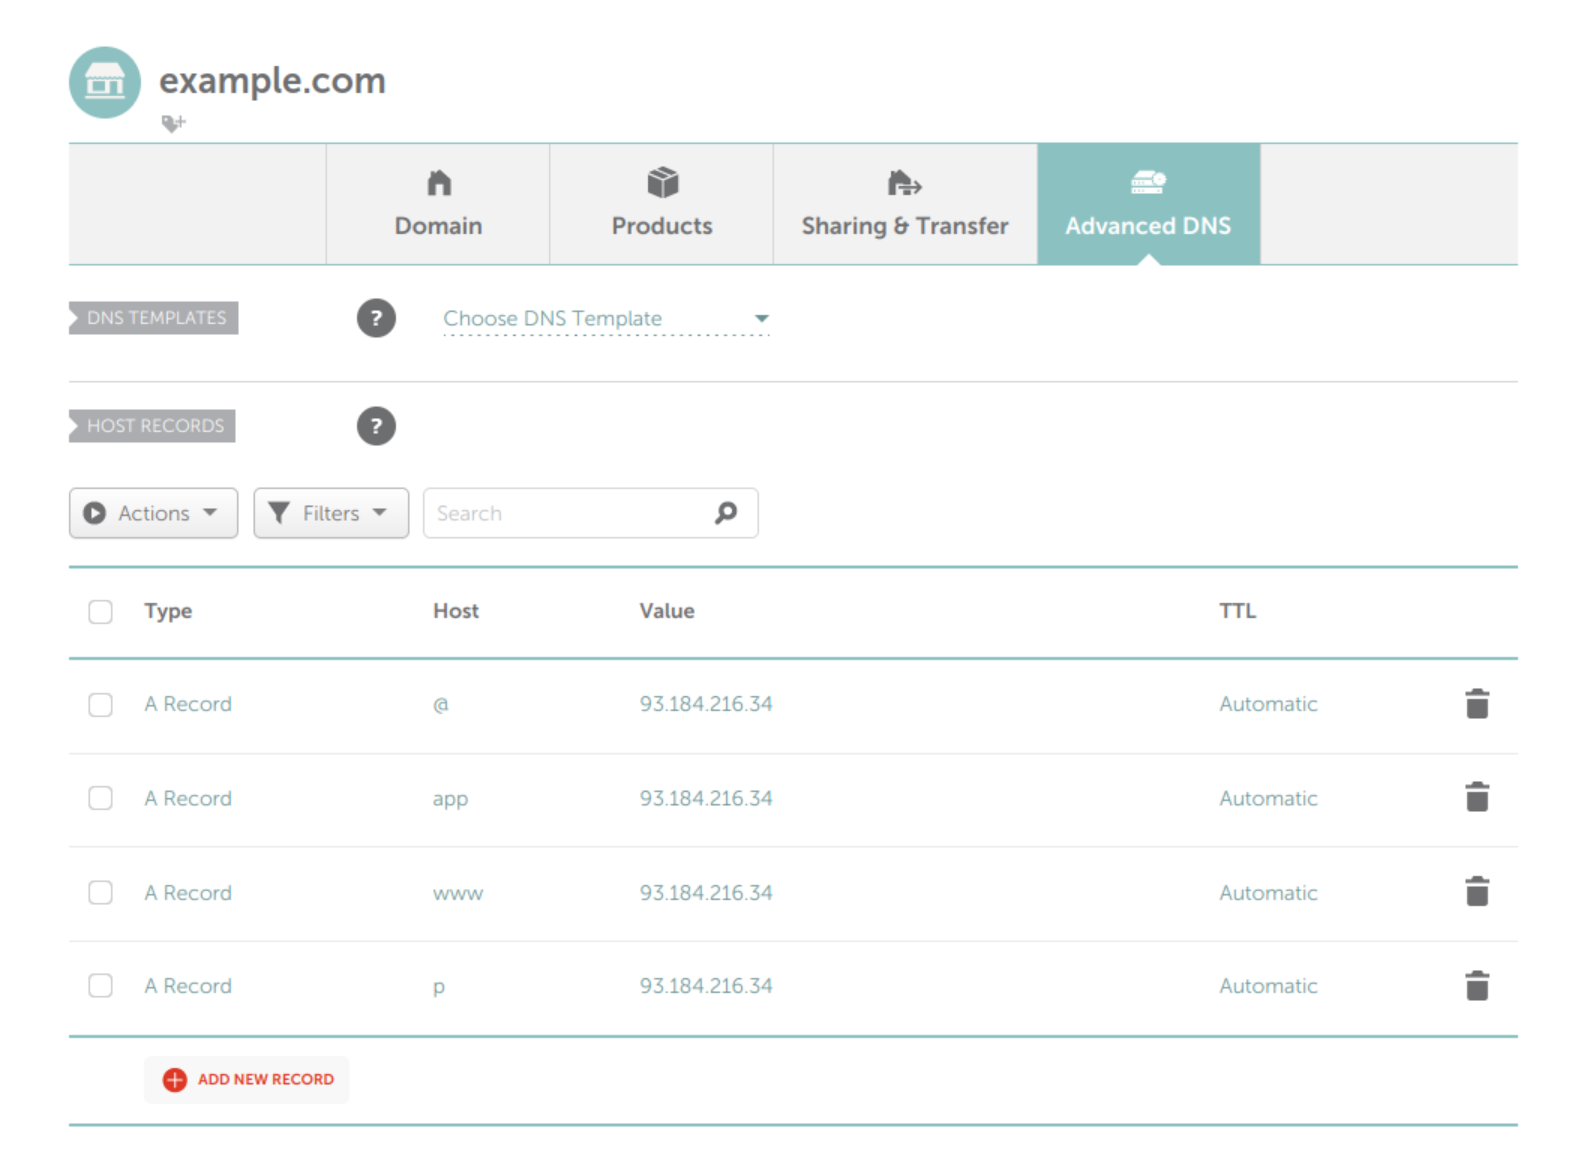 example.com
Domain Products Sharing & Transfer Advanced DNS
DNS TEMPLATES ? Choose DNS Template
HOST RECORDS ?
Actions Filters Search
Type Host Value TTL
A Record @ 93.184.216.34 Automatic
A Record app 93.184.216.34 Automatic
A Record www 93.184.216.34 Automatic
A Record p 93.184.216.34 Automatic
ADD NEW RECORD